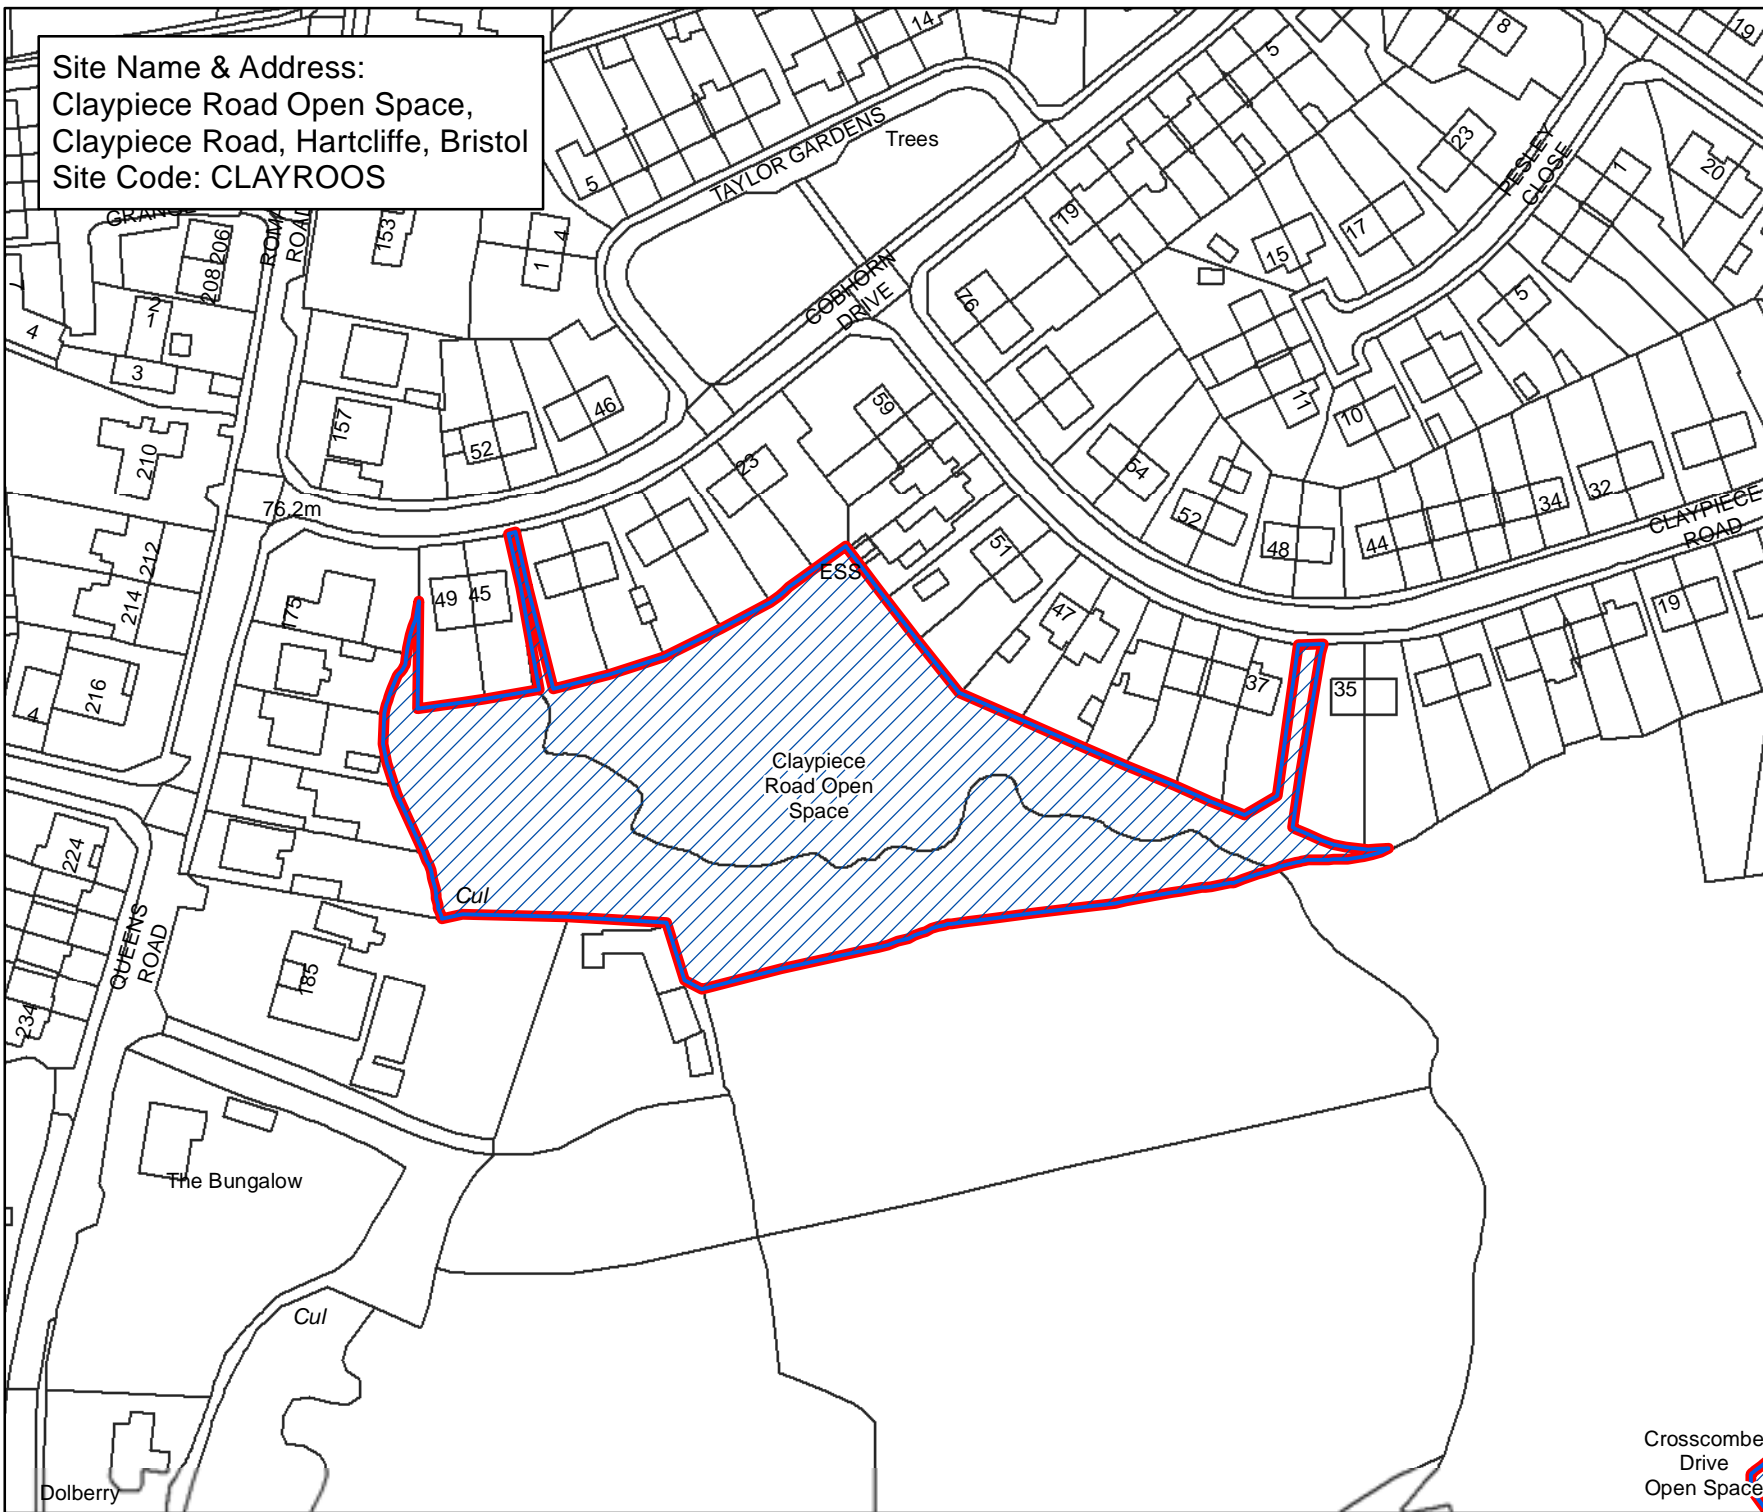 Site Name & Address:
Claypiece Road Open Space,
Claypiece Road, Hartcliffe, Bristol
Site Code: CLAYROOS
14
5
8
19
5
TAYLOR GARDENS
Trees
23
PESLEY
CLOSE
1
20
206
208
153
1
4
19
15
17
COBHORN
DRIVE
76
5
2
1
4
3
157
52
46
59
11
10
210
23
54
52
48
44
34
32
CLAYPIECE
ROAD
76.2m
212
214
175
49
45
ESS
51
47
37
35
19
216
4
Claypiece
Road Open
Space
224
Cul
QUEENS
ROAD
185
234
The Bungalow
Cul
Dolberry
Crosscombe
Drive
Open Space